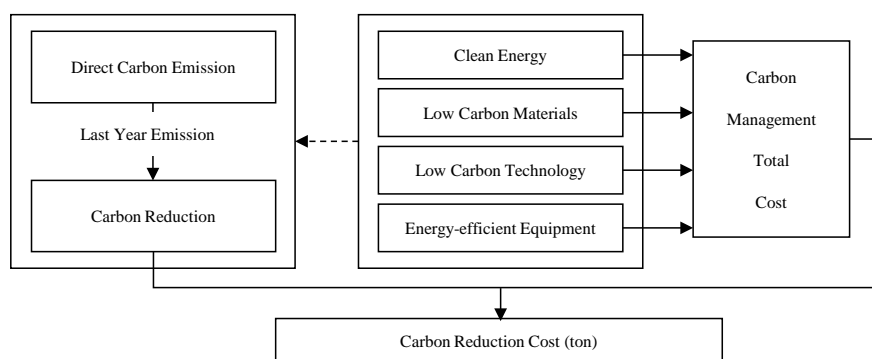 Direct Carbon Emission
Last Year Emission
Carbon Reduction
Clean Energy
Low Carbon Materials
Low Carbon Technology
Energy-efficient Equipment
Carbon
Management
Total
Cost
Carbon Reduction Cost (ton)